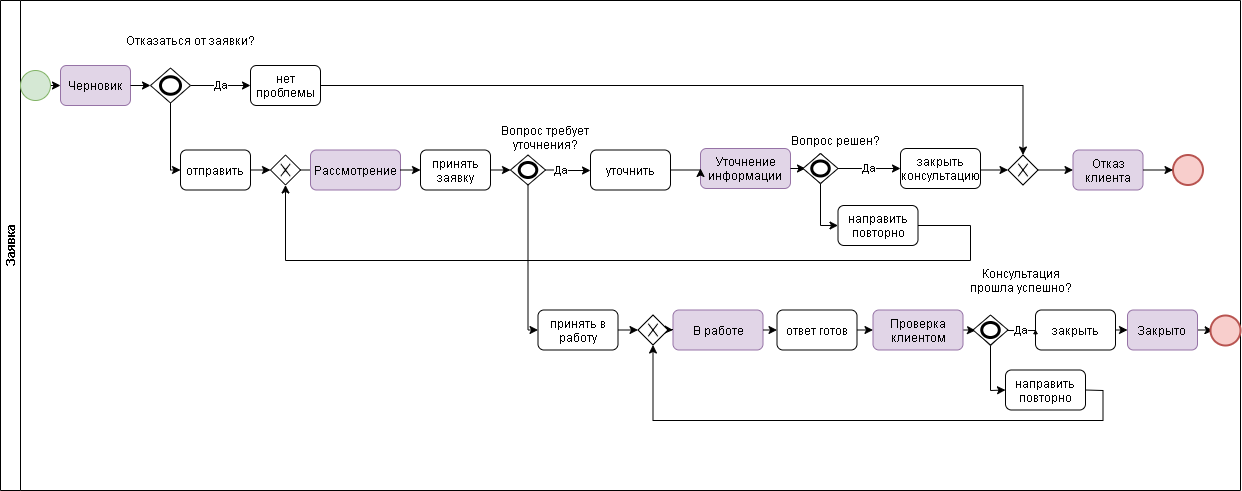 Заявка
Отказаться от заявки?
Черновик
Да
нет
проблемы
отправить
X
Рассмотрение
принять
заявку
Вопрос требует
уточнения?
Да
уточнить
Уточнение
информации
Вопрос решен?
Да
закрыть
консультацию
X
Отказ
клиента
направить
повторно
принять в
работу
X
В работе
ответ готов
Проверка
клиентом
Консультация
прошла успешно?
Да
закрыть
Закрыто
направить
повторно